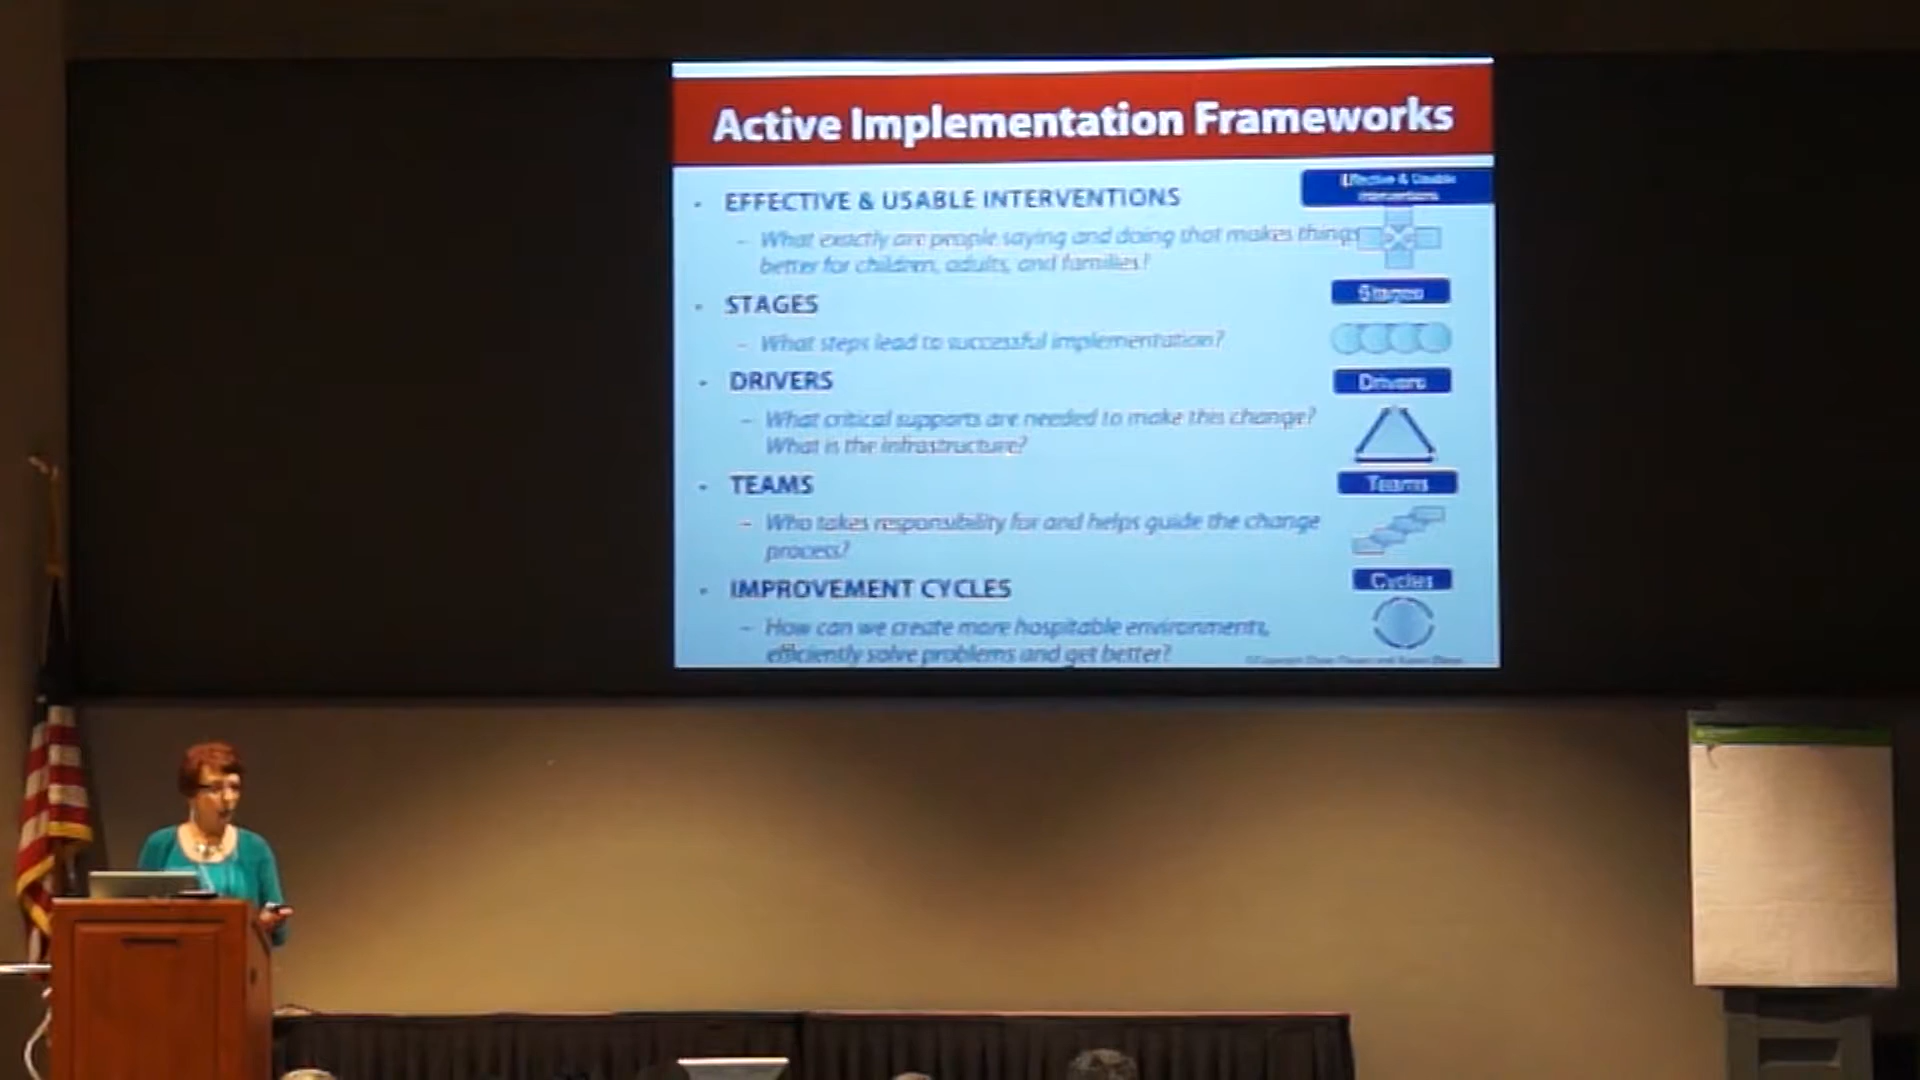 Active Implementation Frameworks
EFFECTIVE & USABLE INTERVENTIONS
Effective & Usable
Interventions
– What exactly are people saying and doing that makes things
better for children, adults, and families?
STAGES
Stages
– What steps lead to successful implementation?
DRIVERS
Drivers
– What critical supports are needed to make this change?
What is the infrastructure?
TEAMS
Teams
– Who takes responsibility for and helps guide the change
process?
IMPROVEMENT CYCLES
Cycles
– How can we create more hospitable environments,
efficiently solve problems and get better?